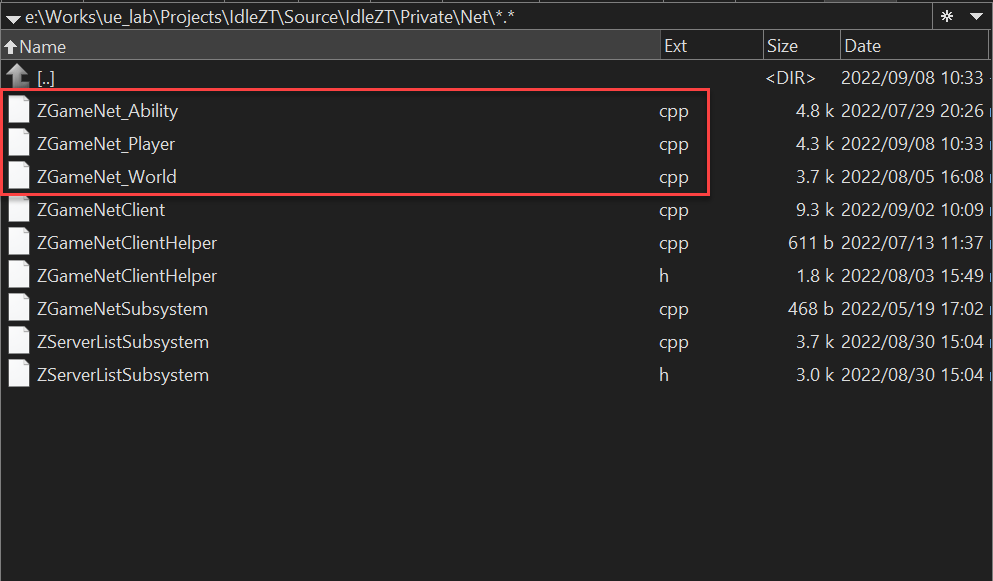 e:\Works\ue_lab\Projects\IdleZT\Source\IdleZT\Private\Net\*.* *
Name Ext Size Date
[..] <DIR> 2022/09/08 10:33
ZGameNet_Ability cpp 4.8 k 2022/07/29 20:26
ZGameNet_Player cpp 4.3 k 2022/09/08 10:33
ZGameNet_World cpp 3.7 k 2022/08/05 16:08
ZGameNetClient cpp 9.3 k 2022/09/02 10:09
ZGameNetClientHelper cpp 611 b 2022/07/13 11:37
ZGameNetClientHelper h 1.8 k 2022/08/03 15:49
ZGameNetSubsystem cpp 468 b 2022/05/19 17:02
ZServerListSubsystem cpp 3.7 k 2022/08/30 15:04
ZServerListSubsystem h 3.0 k 2022/08/30 15:04